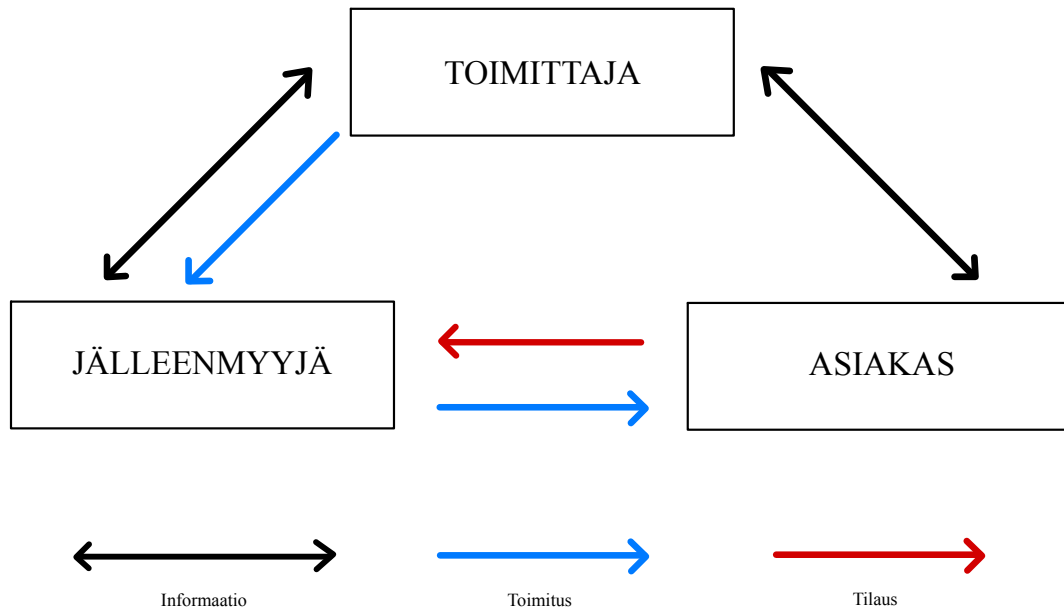 TOIMITTAJA
JÄLLEENMYYJÄ
ASIAKAS
Informaatio
Toimitus
Tilaus